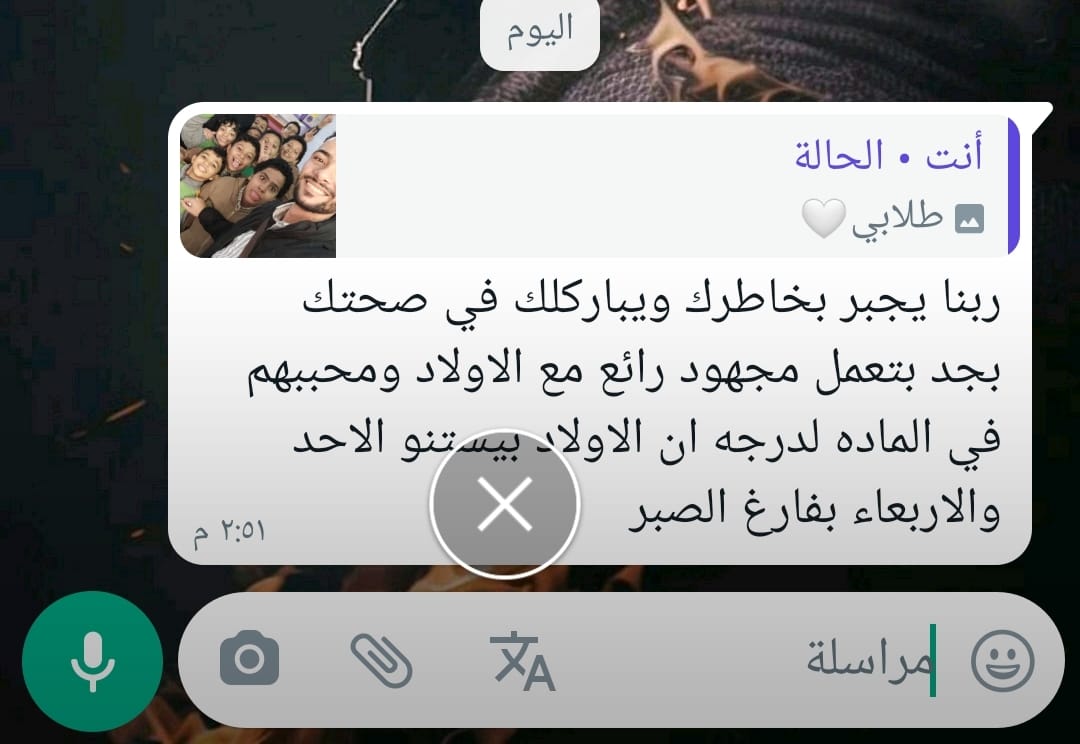 اليوم
أنت • الحالة
طلابي🤍
ربنا يجبر بخاطرك ويباركلك في صحتك
بجد بتعمل مجهود رائع مع الاولاد ومحببهم
في الماده لدرجه ان الاولاد بيستنو الاحد
والاربعاء بفارغ الصبر
٢:٥١ م
مراسلة